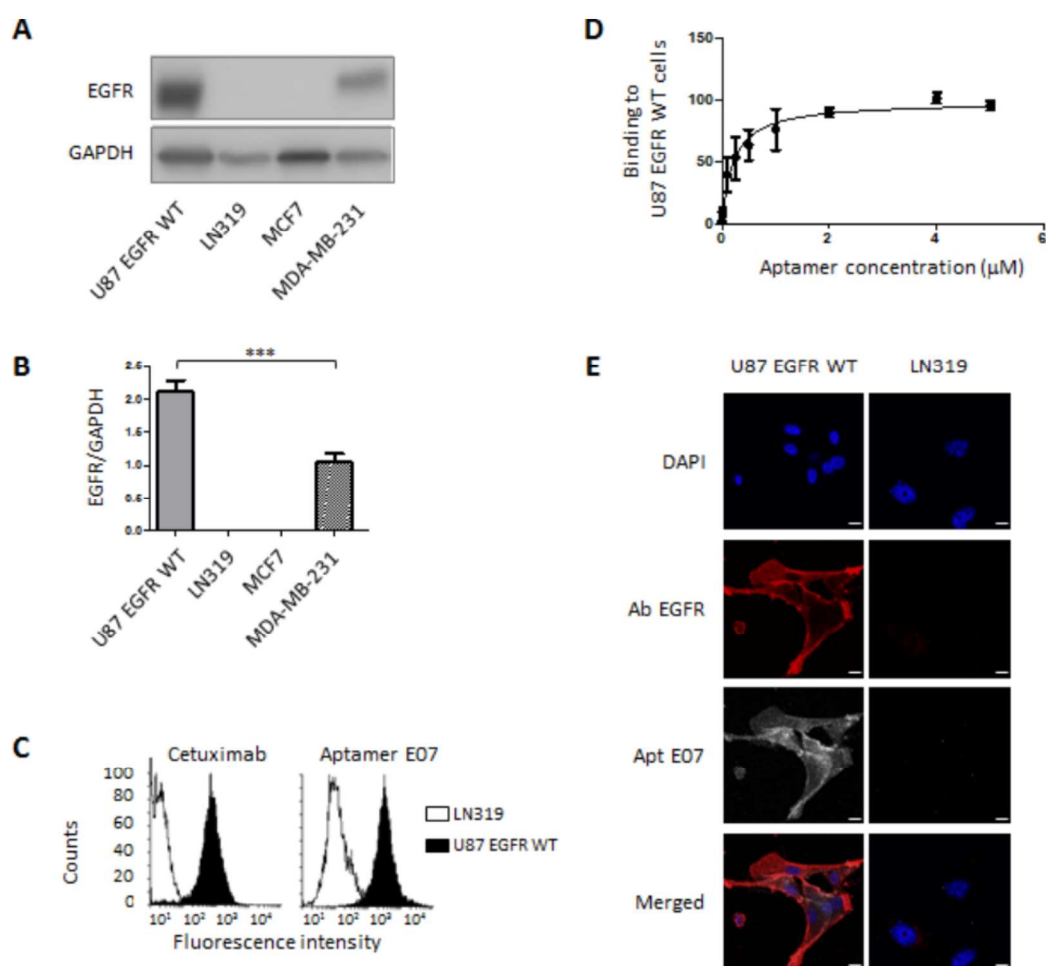 A
EGFR
GAPDH
U87 EGFR WT
LN319
MCF7
MDA-MB-231
B
***
EGFR/GAPDH
2.5
2.0
1.5
1.0
0.5
0.0
U87 EGFR WT
LN319
MCF7
MDA-MB-231
C
Cetuximab
Aptamer E07
Counts
100
80
60
40
20
0
10¹ 10² 10³ 10⁴
10¹ 10² 10³ 10⁴
Fluorescence intensity
LN319
U87 EGFR WT
D
Binding to
U87 EGFR WT cells
150
100
50
0
0 2 4 6
Aptamer concentration (µM)
E
U87 EGFR WT LN319
DAPI
Ab EGFR
Apt E07
Merged